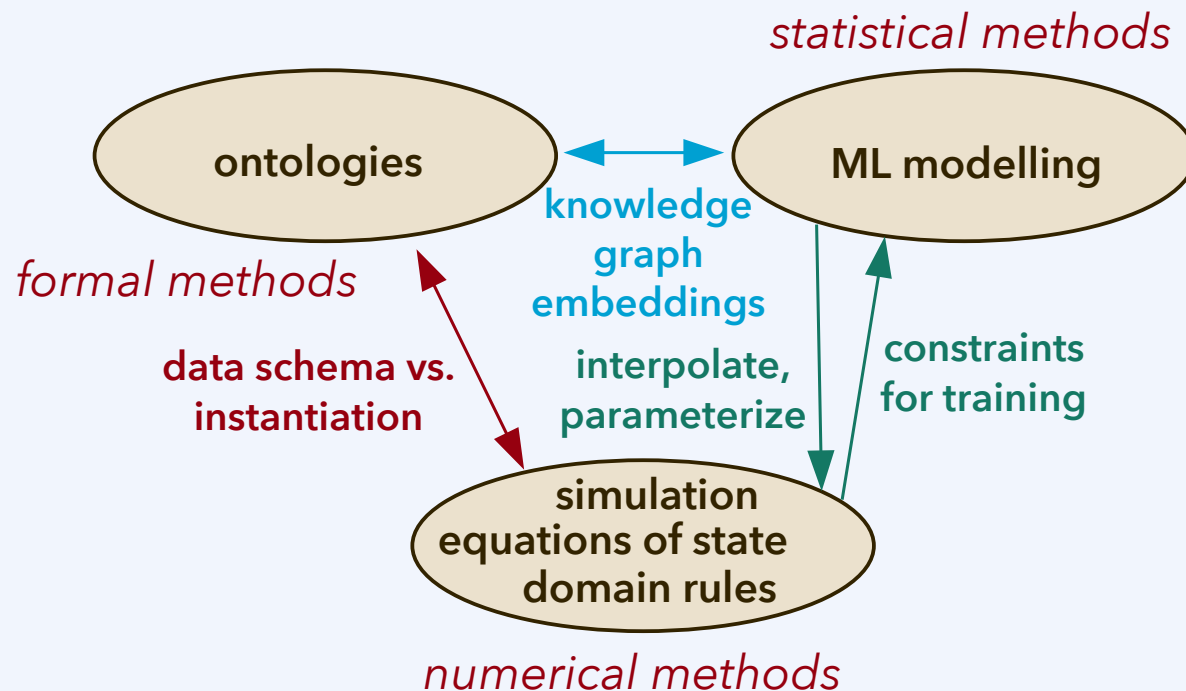 statistical methods
ontologies
ML modelling
knowledge
graph
embeddings
formal methods
data schema vs.
instantiation
interpolate,
parameterize
constraints
for training
simulation
equations of state
domain rules
numerical methods